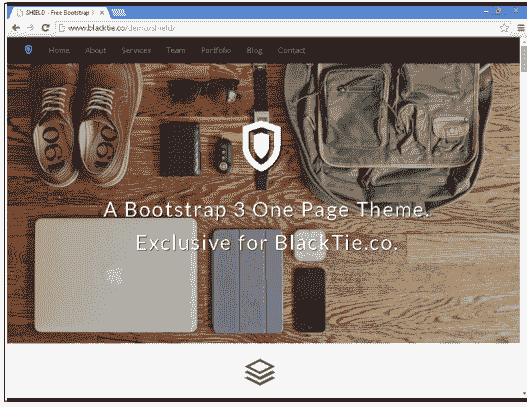 SHIELD - Free Bootstrap 3
www.blacktie.co/demo/shield/
Home About Services Team Portfolio Blog Contact
A Bootstrap 3 One Page Theme.
Exclusive for BlackTie.co.